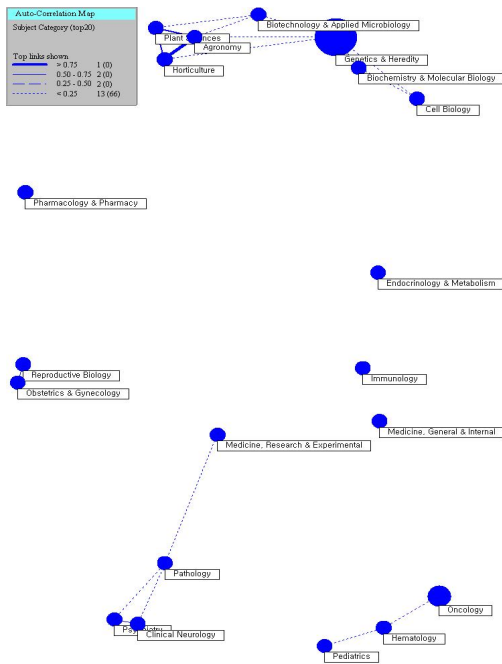 Auto-Correlation Map
Subject Category (top20)
Top links shown
> 0.75 1 (0)
0.50 - 0.75 2 (0)
0.25 - 0.50 2 (0)
< 0.25 13 (66)
Biotechnology & Applied Microbiology
Plant Sciences
Agronomy
Genetics & Heredity
Horticulture
Biochemistry & Molecular Biology
Cell Biology
Pharmacology & Pharmacy
Endocrinology & Metabolism
Reproductive Biology
Immunology
Obstetrics & Gynecology
Medicine, General & Internal
Medicine, Research & Experimental
Pathology
Oncology
Psychiatry
Clinical Neurology
Hematology
Pediatrics